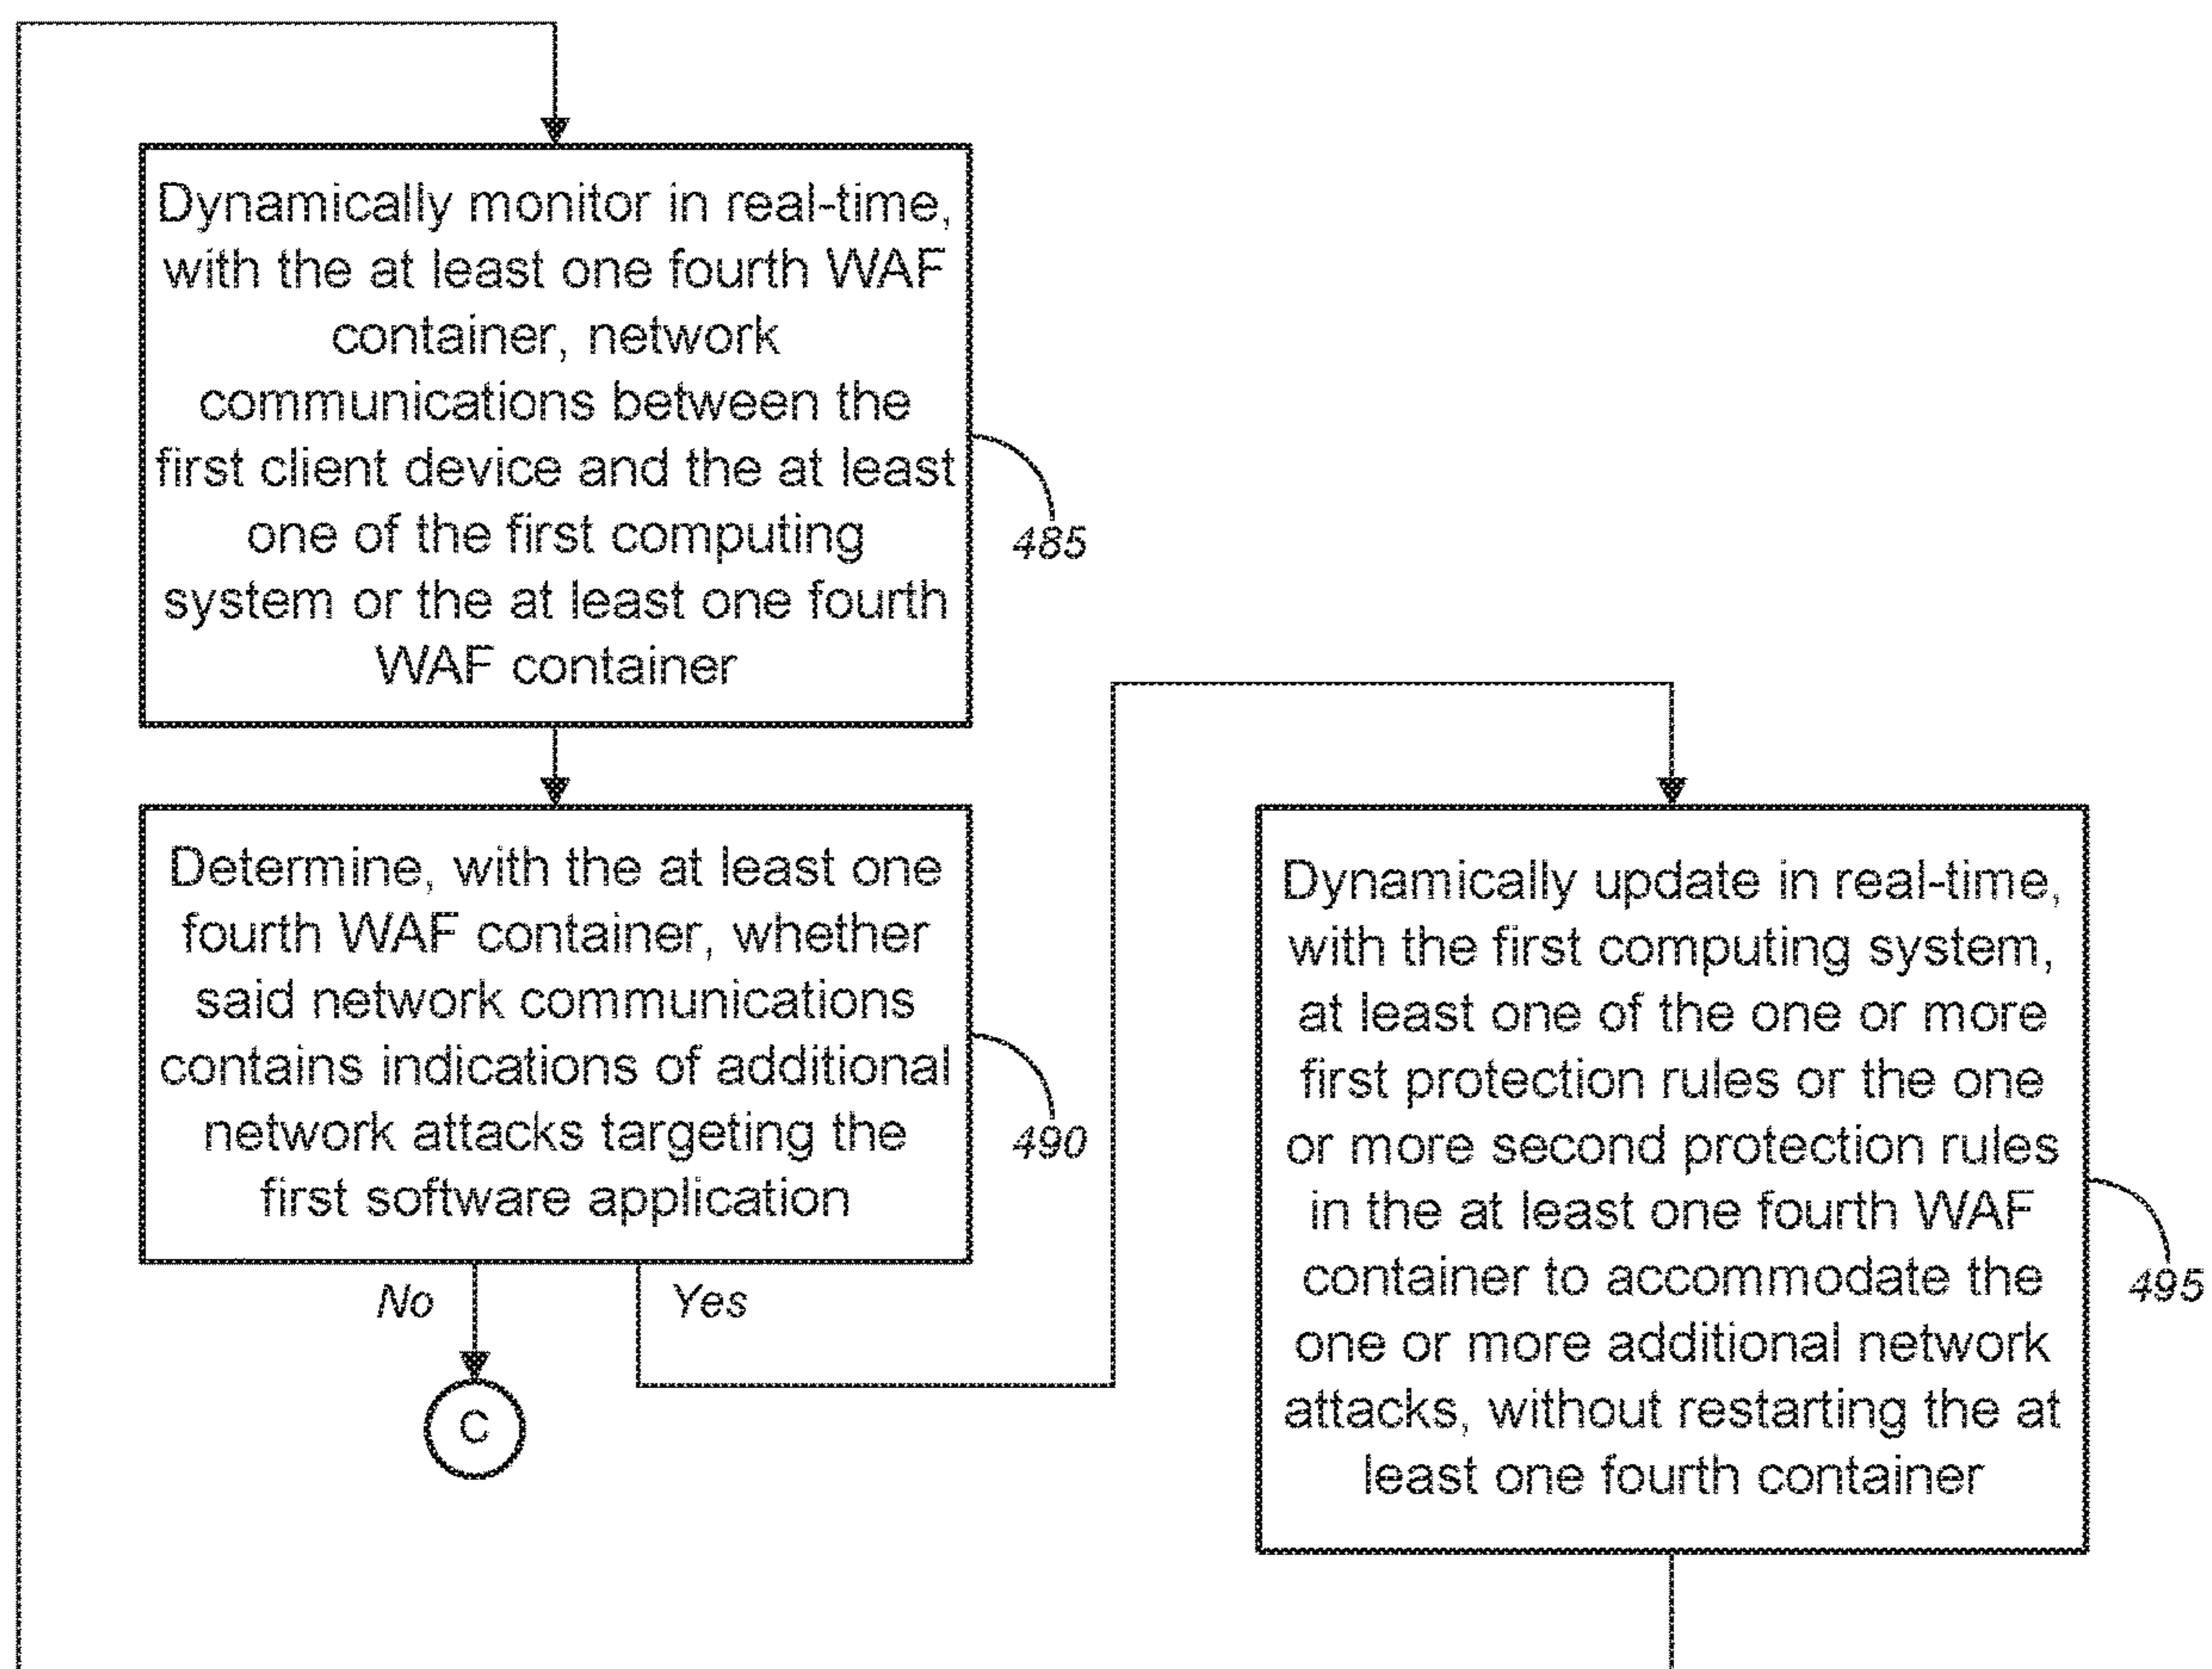 Dynamically monitor in real-time,
with the at least one fourth WAF
container, network
communications between the
first client device and the at least
one of the first computing
system or the at least one fourth
WAF container
485
Determine, with the at least one
fourth WAF container, whether
said network communications
contains indications of additional
network attacks targeting the
first software application
490
No
Yes
C
Dynamically update in real-time,
with the first computing system,
at least one of the one or more
first protection rules or the one
or more second protection rules
in the at least one fourth WAF
container to accommodate the
one or more additional network
attacks, without restarting the at
least one fourth container
495